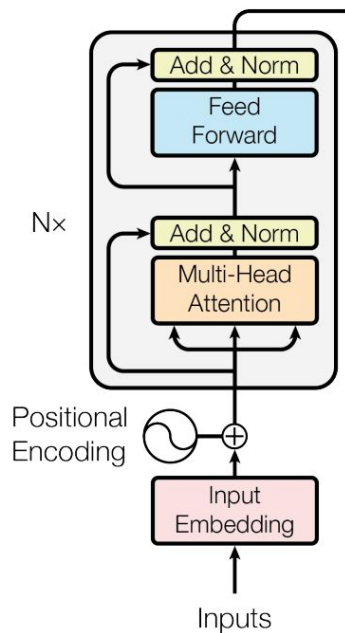 Add & Norm
Feed
Forward
N×
Add & Norm
Multi-Head
Attention
Positional
Encoding
Input
Embedding
Inputs